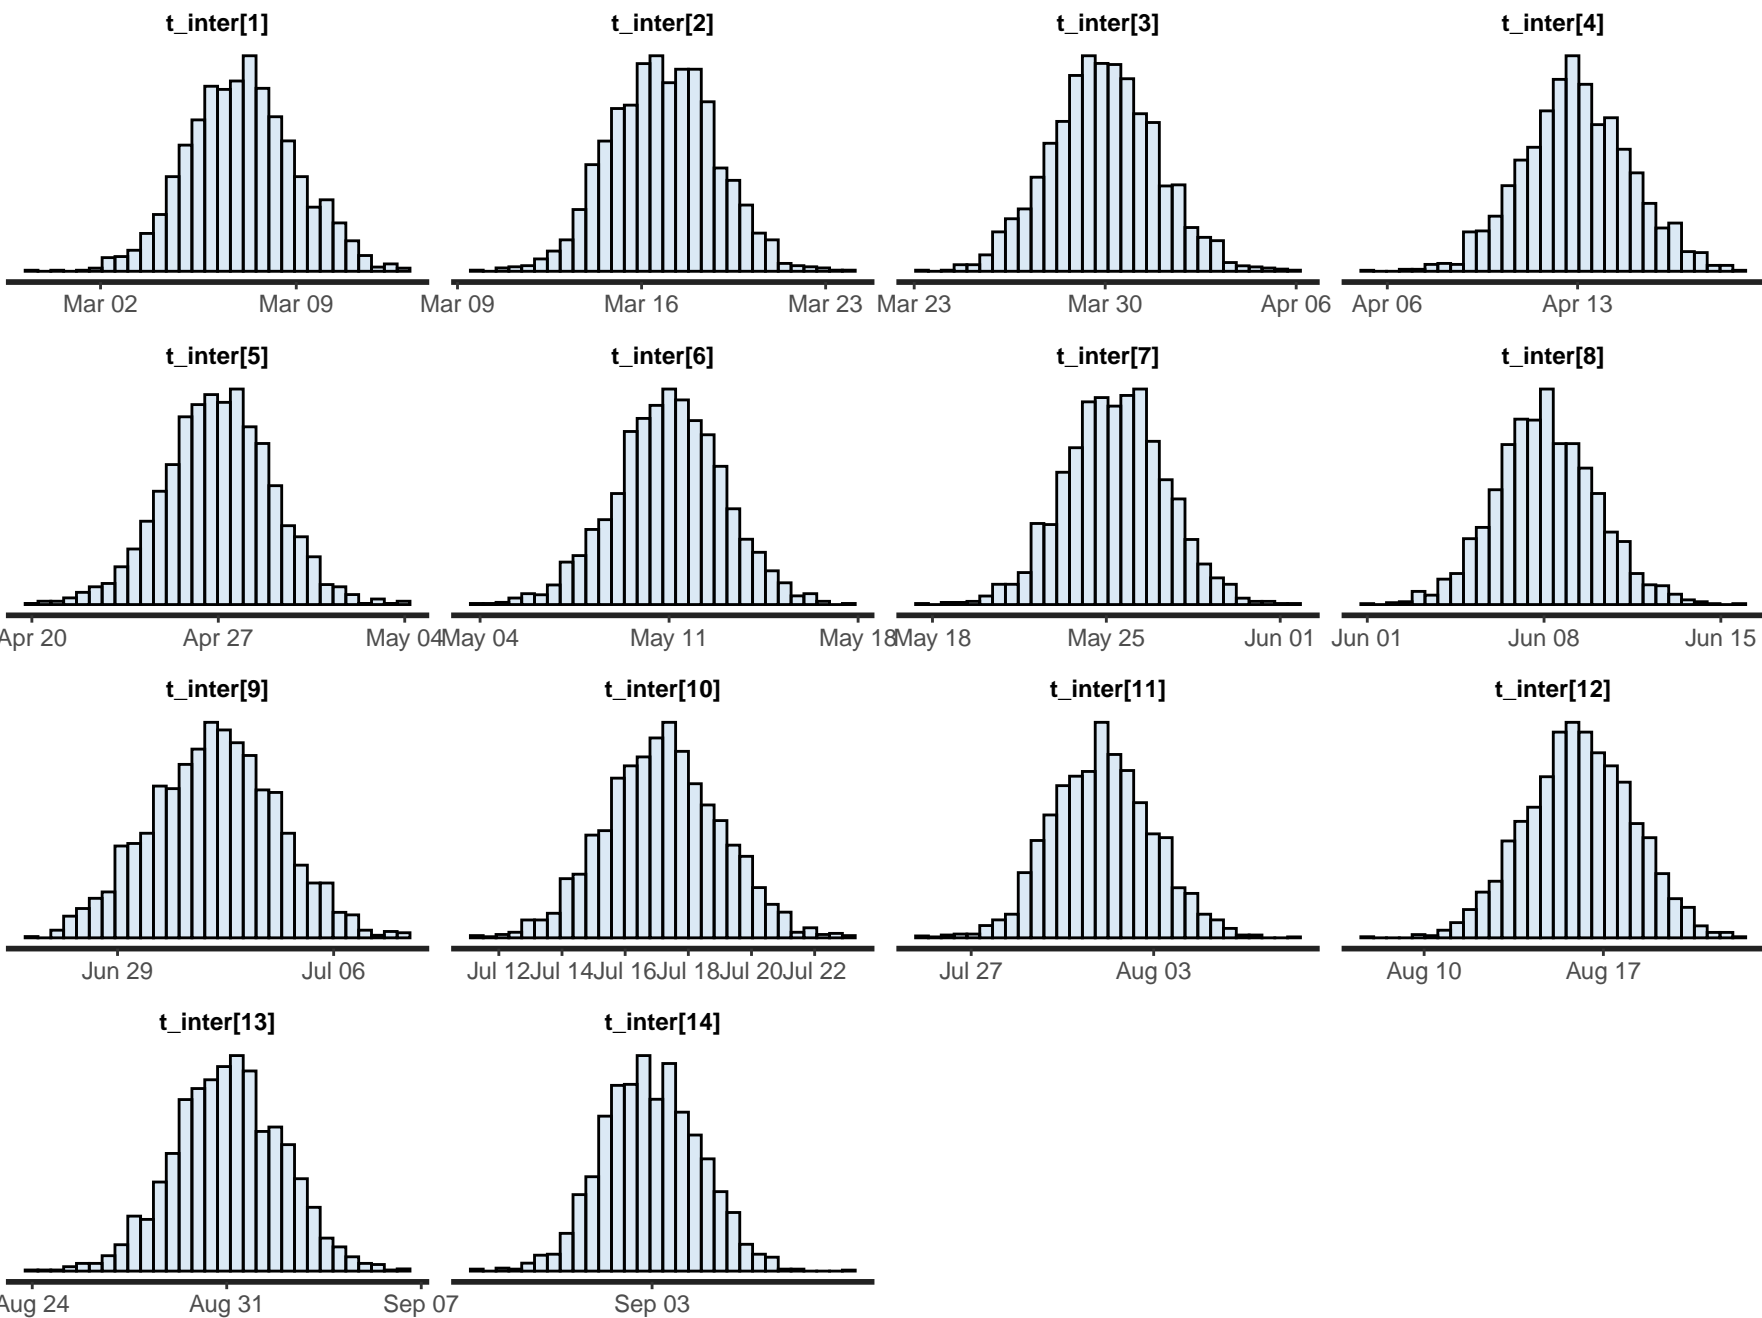 t_inter[1] t_inter[2] t_inter[3] t_inter[4]
Mar 02 Mar 09 Mar 09 Mar 16 Mar 23 Mar 23 Mar 30 Apr 06 Apr 06 Apr 13
t_inter[5] t_inter[6] t_inter[7] t_inter[8]
Apr 20 Apr 27 May 04 May 04 May 11 May 18 May 18 May 25 Jun 01 Jun 01 Jun 08 Jun 15
t_inter[9] t_inter[10] t_inter[11] t_inter[12]
Jun 29 Jul 06 Jul 12 Jul 14 Jul 16 Jul 18 Jul 20 Jul 22 Jul 27 Aug 03 Aug 10 Aug 17
t_inter[13] t_inter[14]
Aug 24 Aug 31 Sep 07 Sep 03